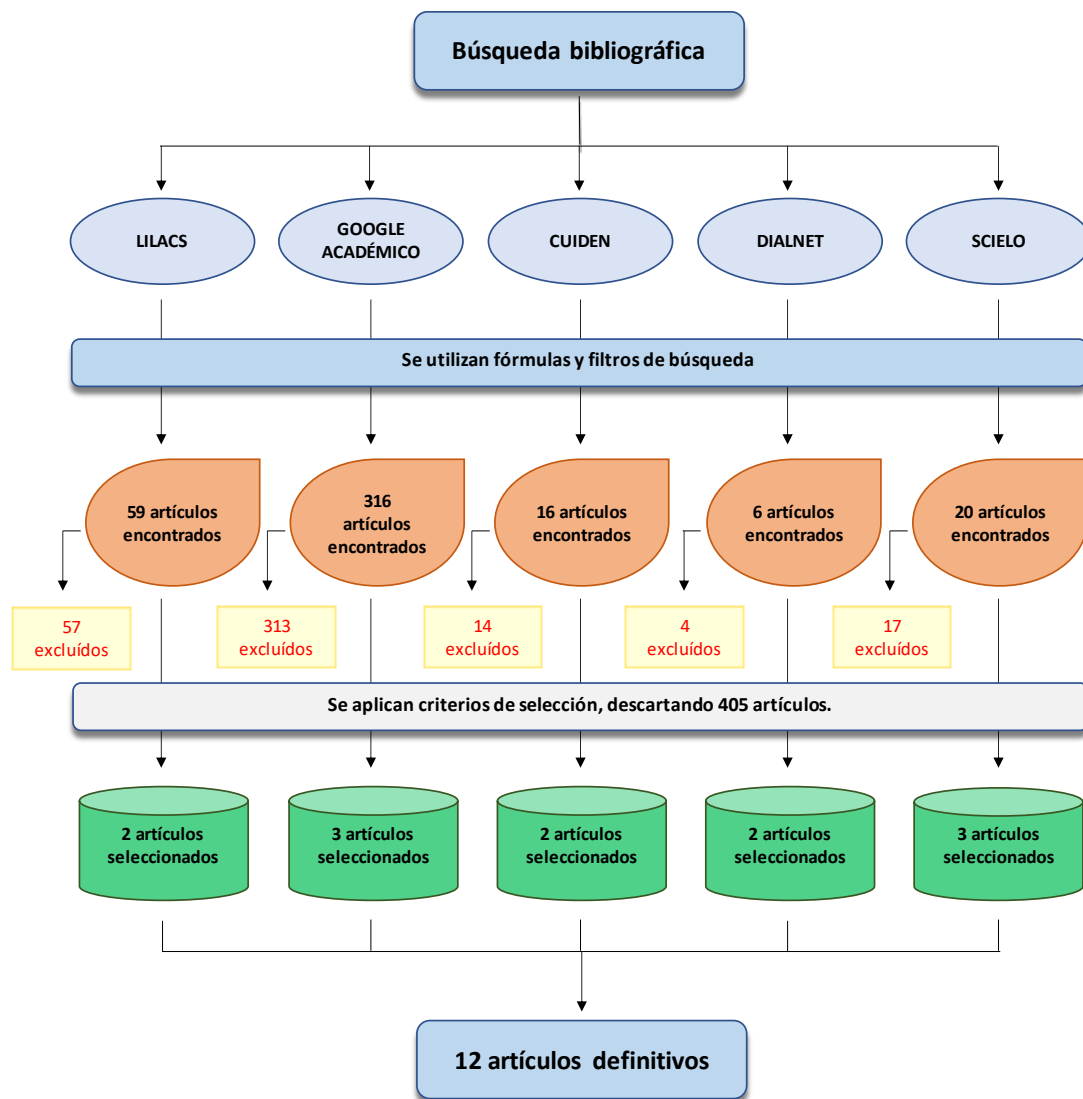 Búsqueda bibliográfica
LILACS
GOOGLE
ACADÉMICO
CUIDEN
DIALNET
SCIELO
Se utilizan fórmulas y filtros de búsqueda
59 artículos
encontrados
316
artículos
encontrados
16 artículos
encontrados
6 artículos
encontrados
20 artículos
encontrados
57
excluídos
313
excluídos
14
excluídos
4
excluídos
17
excluídos
Se aplican criterios de selección, descartando 405 artículos.
2 artículos
seleccionados
3 artículos
seleccionados
2 artículos
seleccionados
2 artículos
seleccionados
3 artículos
seleccionados
12 artículos definitivos